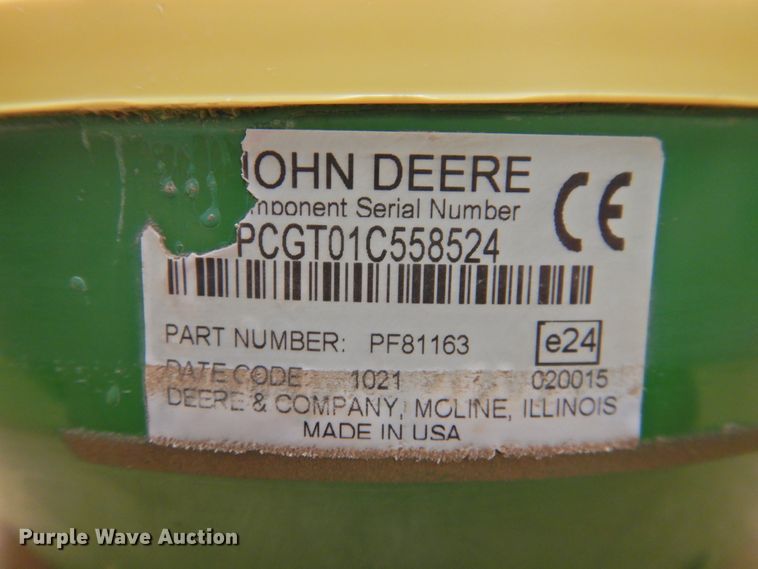 JOHN DEERE
mponent Serial Number
PCGT01C558524
PART NUMBER: PF81163
e24
DATE CODE 1021 020015
DEERE & COMPANY, MOLINE, ILLINOIS
MADE IN USA
CE
Purple Wave Auction